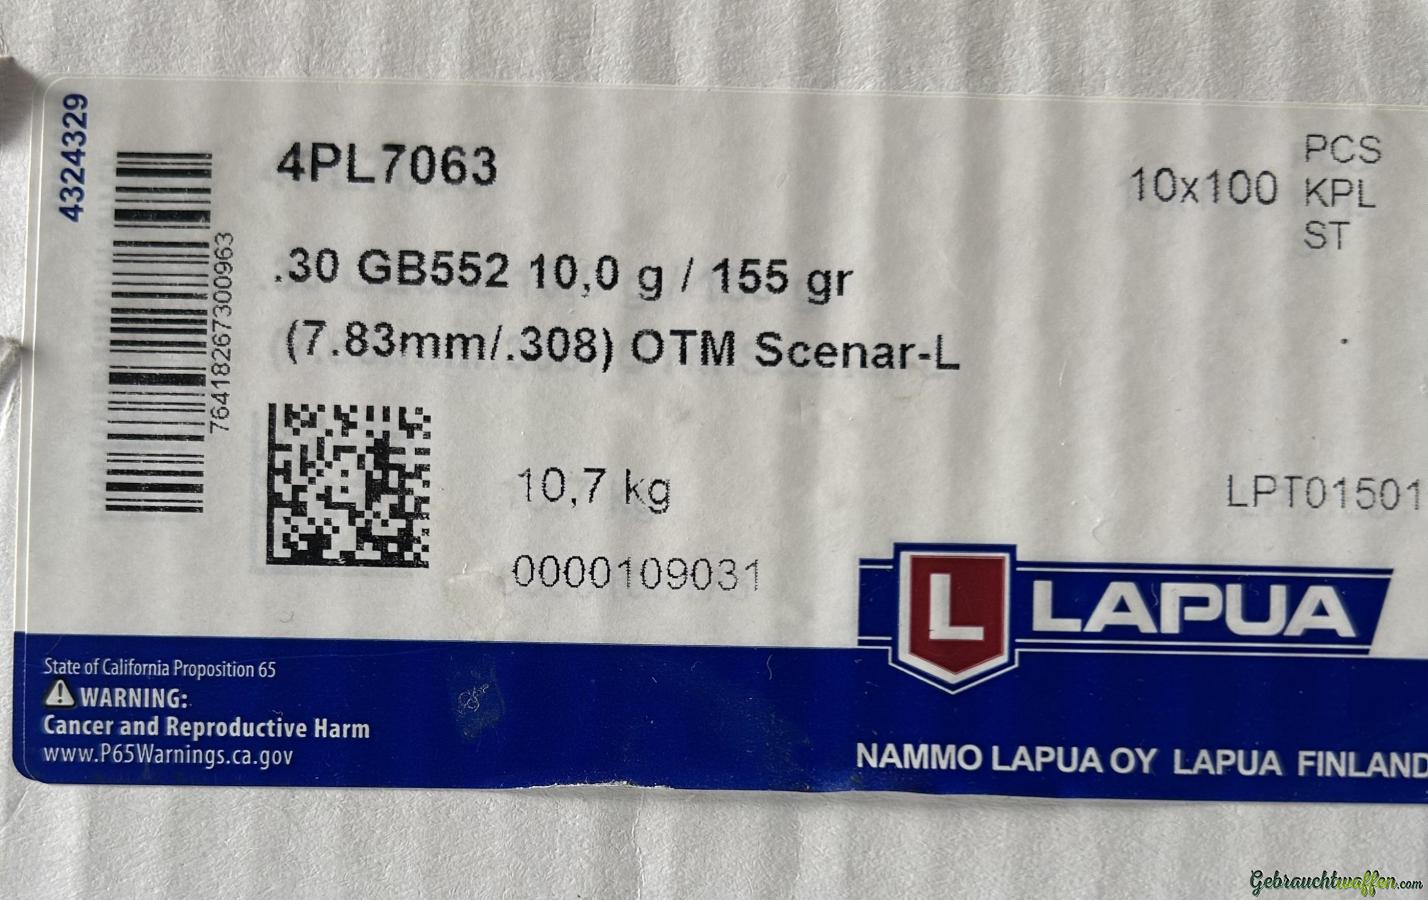 4324329
76418267300963
4PL7063
10x100
PCS
KPL
ST
.30 GB552 10,0 g / 155 gr
(7.83mm/.308) OTM Scenar-L
10,7 kg
LPT01501
0000109031
L LAPUA
State of California Proposition 65
WARNING:
Cancer and Reproductive Harm
www.P65Warnings.ca.gov
NAMMO LAPUA OY LAPUA FINLAND
Gebrauchtwaffen.com